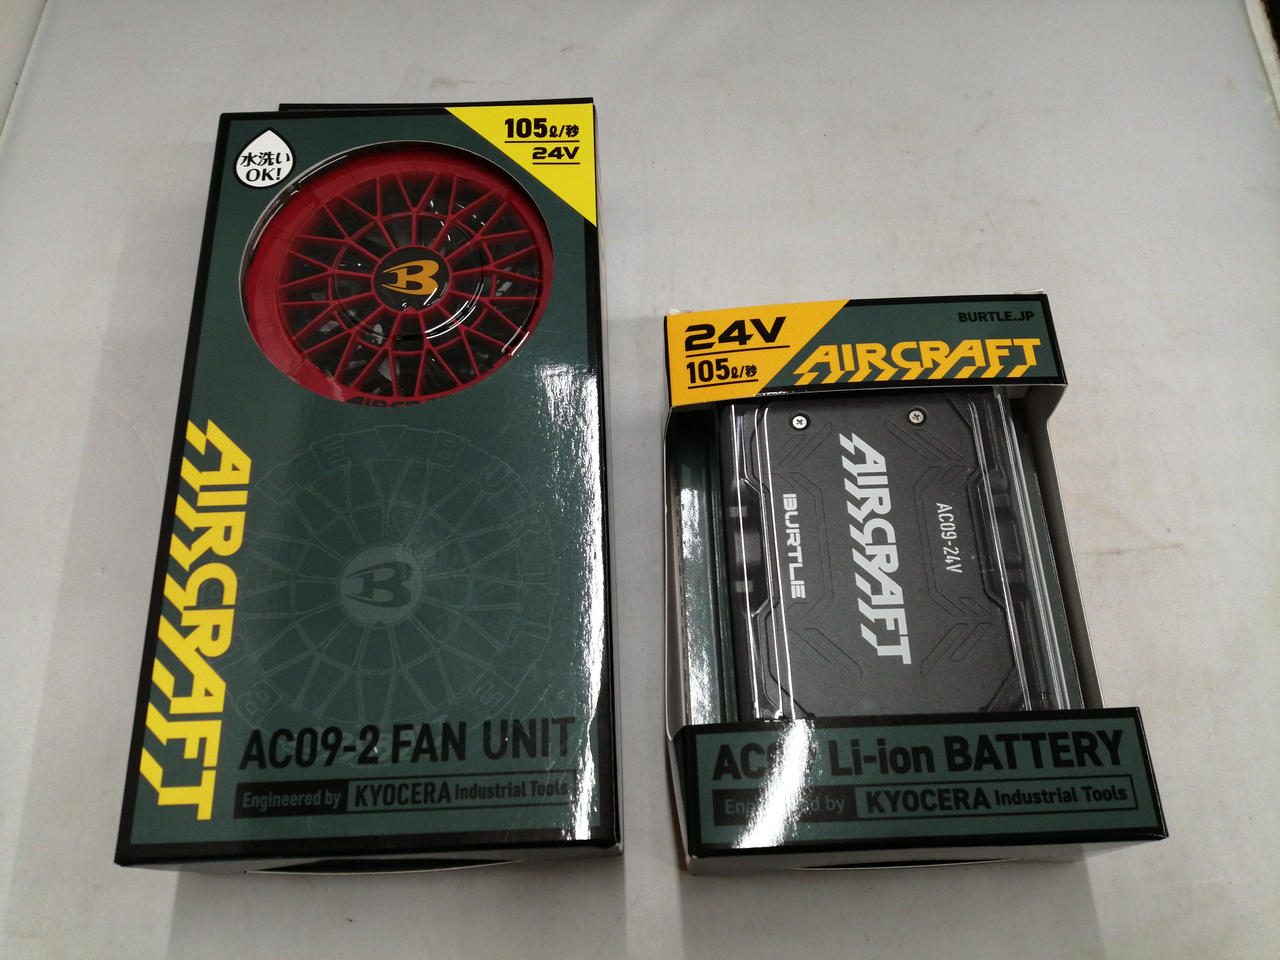 水洗い
OK!
105ℓ/秒
24V
B
AIRCRAFT
AIRCRAFT
B
AC09-2 FAN UNIT
Engineered by KYOCERA Industrial Tools
24V
105ℓ/秒
BURTLE.JP
AIRCRAFT
BURTLE
AIRCRAFT
AC09-24V
Li-ion BATTERY
KYOCERA Industrial Tools